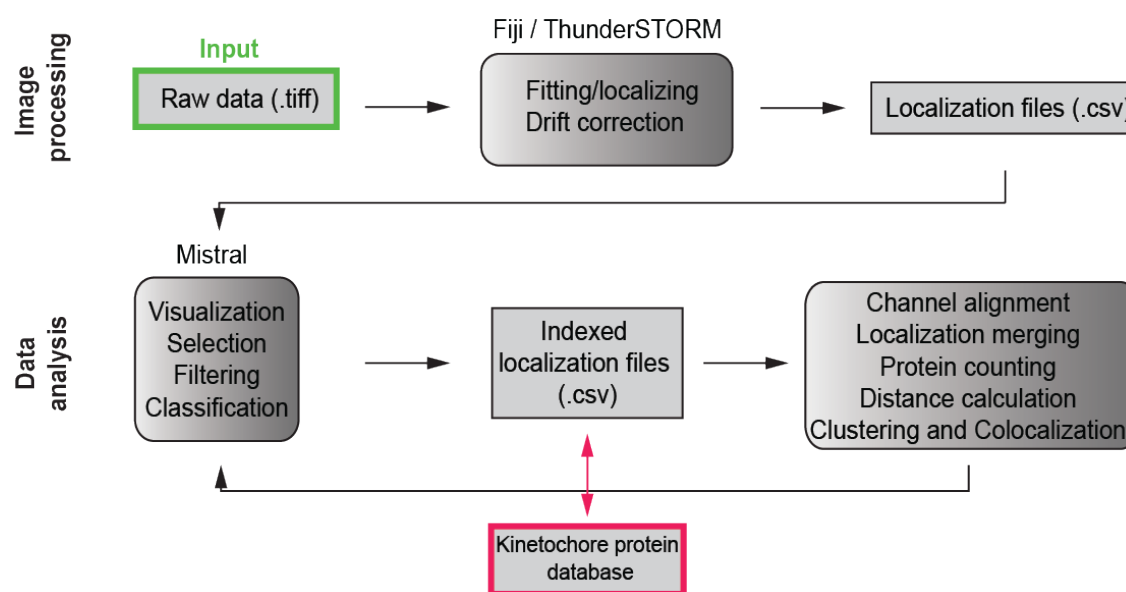 Image
processing
Input
Raw data (.tiff)
Fiji / ThunderSTORM
Fitting/localizing
Drift correction
Localization files (.csv)
Data
analysis
Mistral
Visualization
Selection
Filtering
Classification
Indexed
localization files
(.csv)
Channel alignment
Localization merging
Protein counting
Distance calculation
Clustering and Colocalization
Kinetochore protein
database